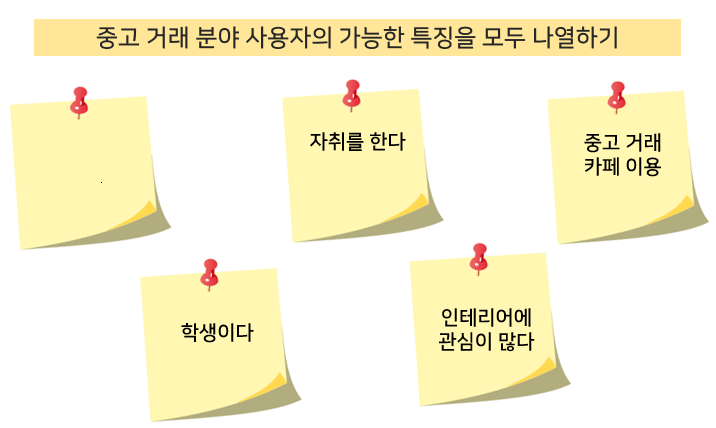 중고 거래 분야 사용자의 가능한 특징을 모두 나열하기
자취를 한다
중고 거래
카페 이용
학생이다
인테리어에
관심이 많다